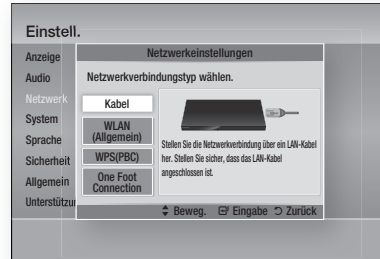 Einstell.
Anzeige
Audio
Netzwerk
System
Sprache
Sicherheit
Allgemein
Unterstützun
Netzwerkeinstellungen
Netzwerkverbindungstyp wählen.
Kabel
WLAN
(Allgemein)
WPS(PBC)
One Foot
Connection
Stellen Sie die Netzwerkverbindung über ein LAN-Kabel
her. Stellen Sie sicher, dass das LAN-Kabel
angeschlossen ist.
Beweg. Eingabe Zurück